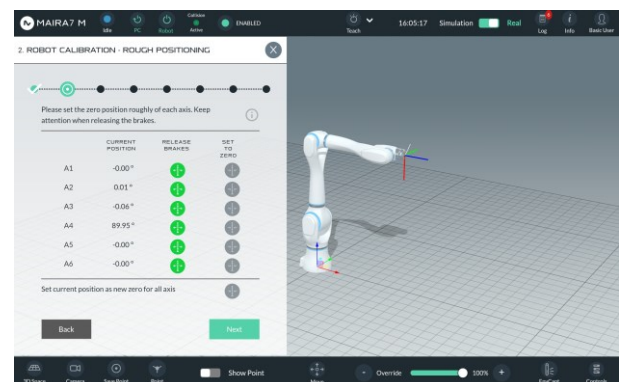 MAIRA7 M
Idle
PC
Robot
Collision
Active
ENABLED
Teach
16:05:17
Simulation
Real
Log
Info
Basic User
2. ROBOT CALIBRATION - ROUGH POSITIONING
Please set the zero position roughly of each axis. Keep
attention when releasing the brakes.
CURRENT POSITION
RELEASE BRAKES
SET TO ZERO
A1 -0.00°
A2 0.01°
A3 -0.06°
A4 89.95°
A5 -0.00°
A6 -0.00°
Set current position as new zero for all axis
Back
Next
3D Space
Camera
Save Point
Point
Show Point
Move
- Override 100% +
Controls